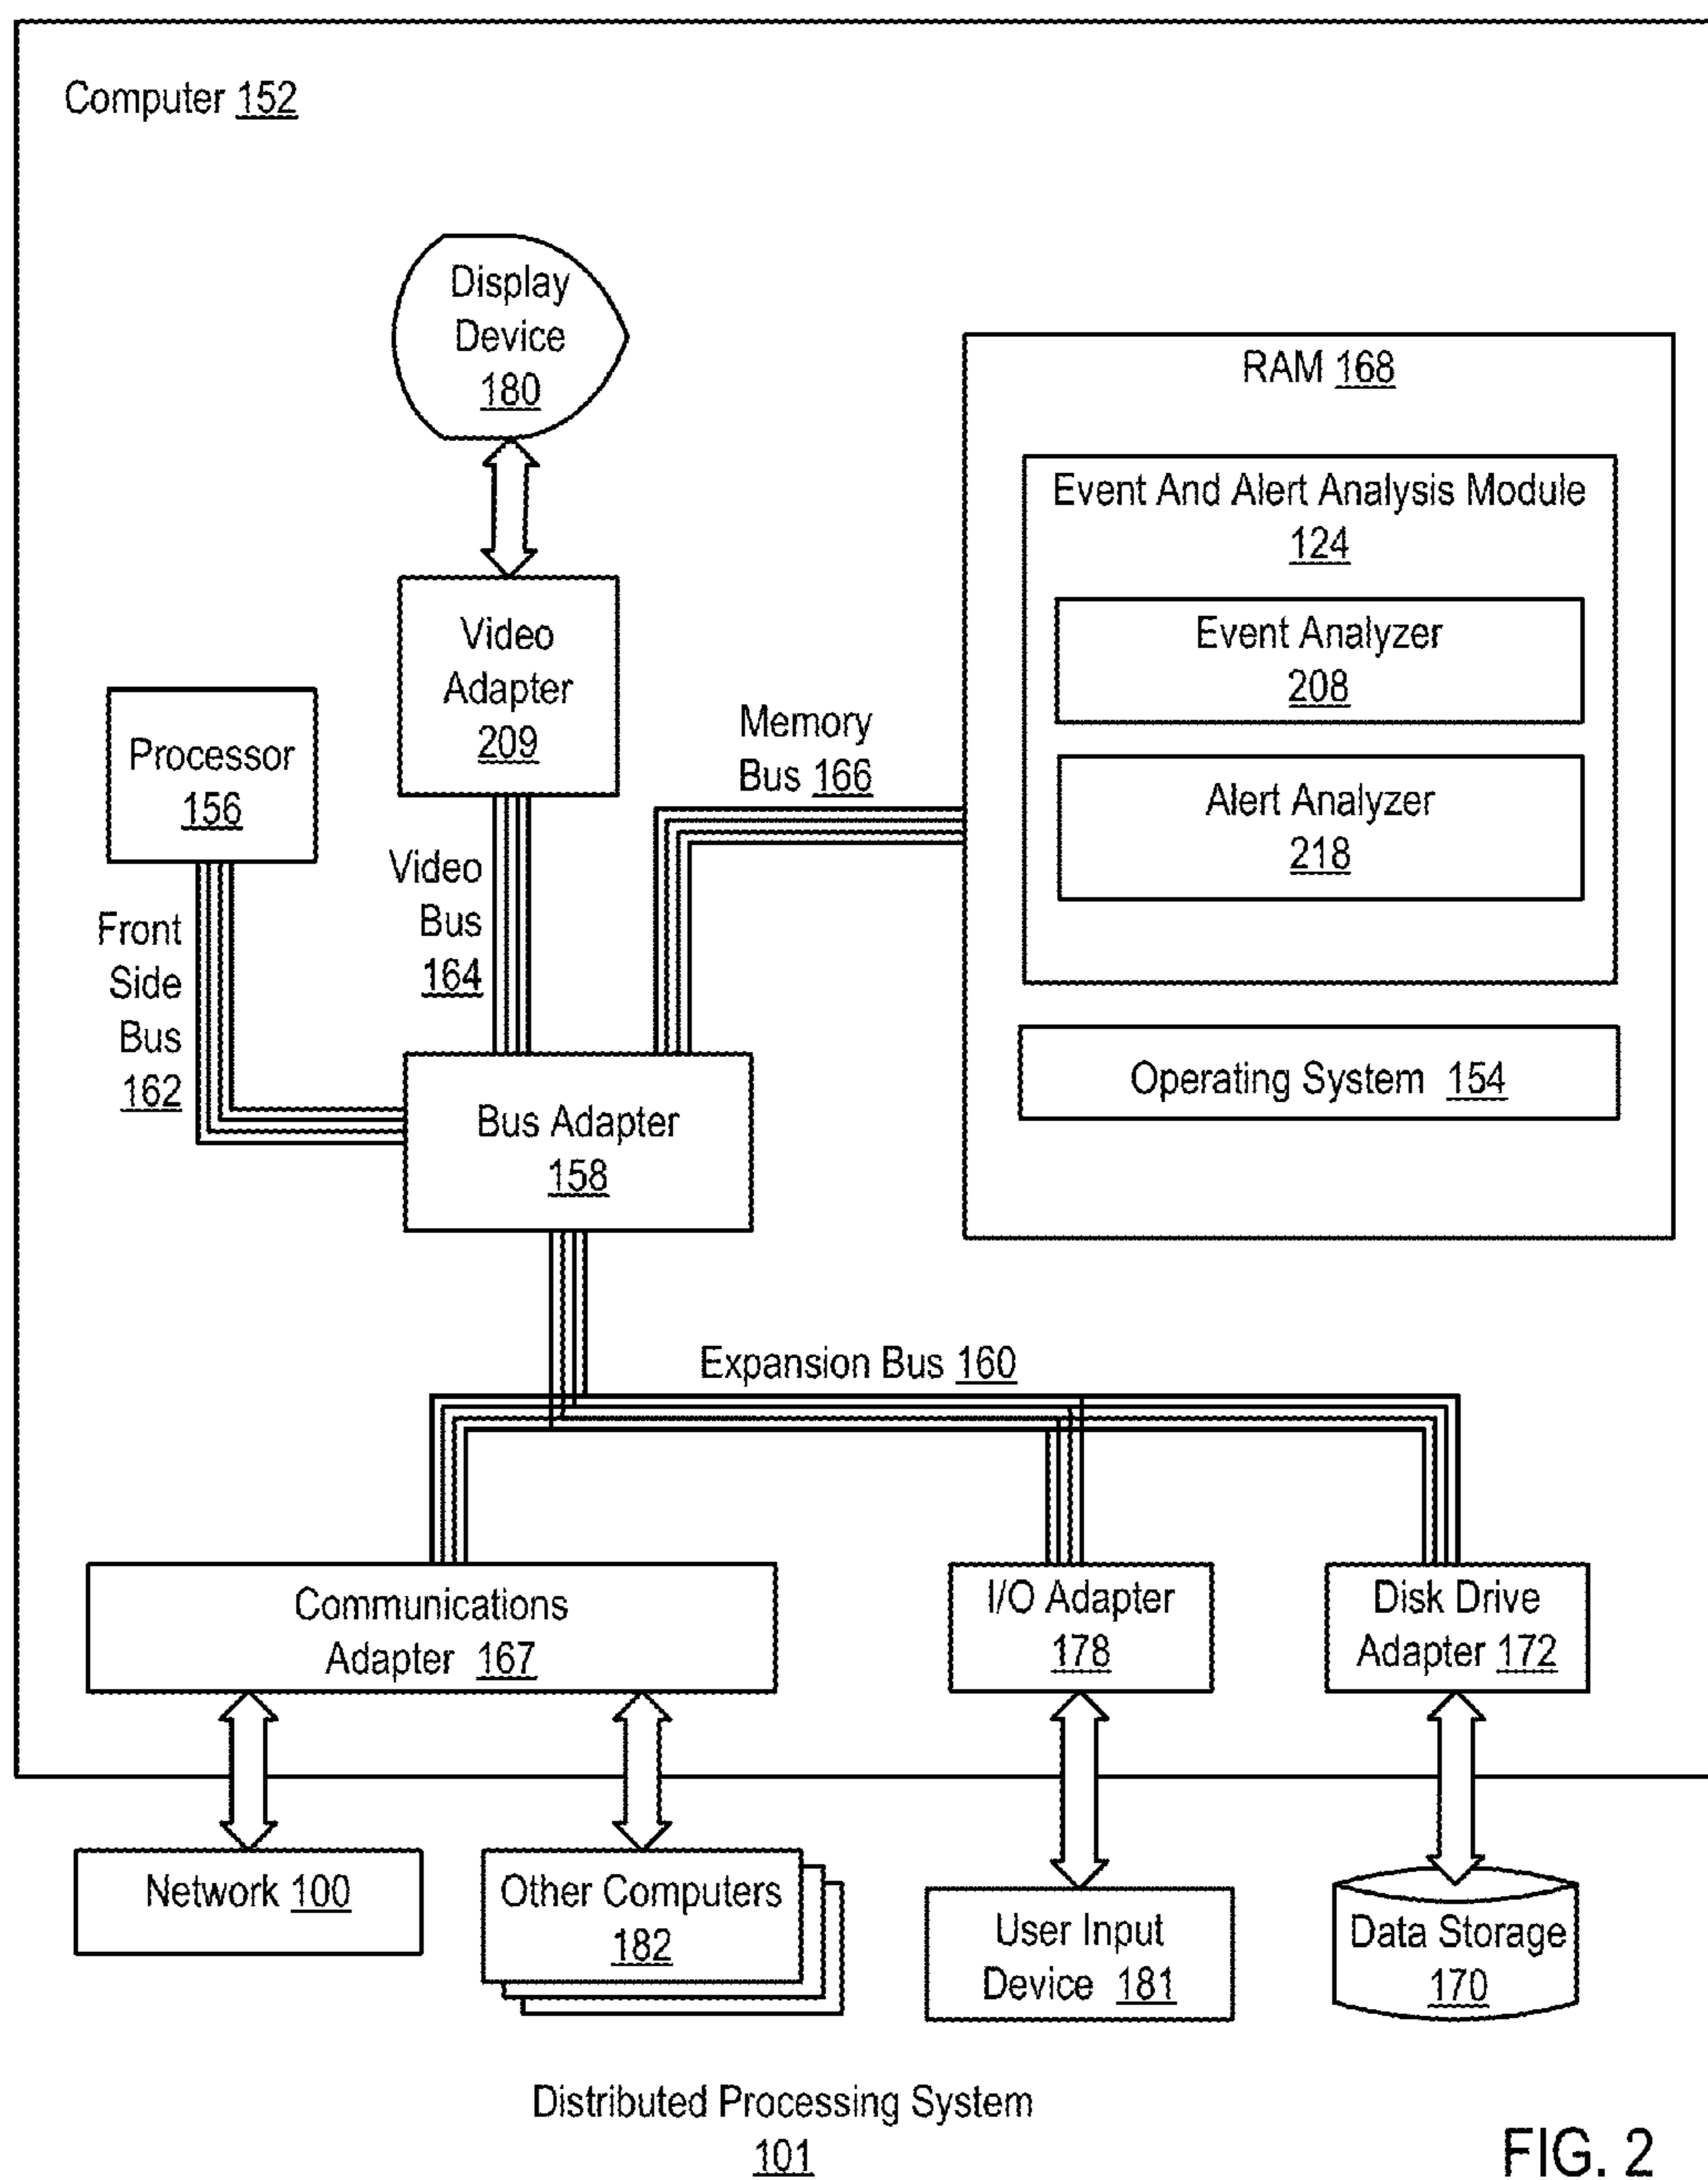 Computer 152
Display
Device
180
RAM 168
Event And Alert Analysis Module
124
Event Analyzer
208
Alert Analyzer
218
Operating System 154
Video
Adapter
209
Processor
156
Memory
Bus 166
Video
Bus
164
Front
Side
Bus
162
Bus Adapter
158
Expansion Bus 160
Communications
Adapter 167
I/O Adapter
178
Disk Drive
Adapter 172
Network 100
Other Computers
182
User Input
Device 181
Data Storage
170
Distributed Processing System
101
FIG. 2